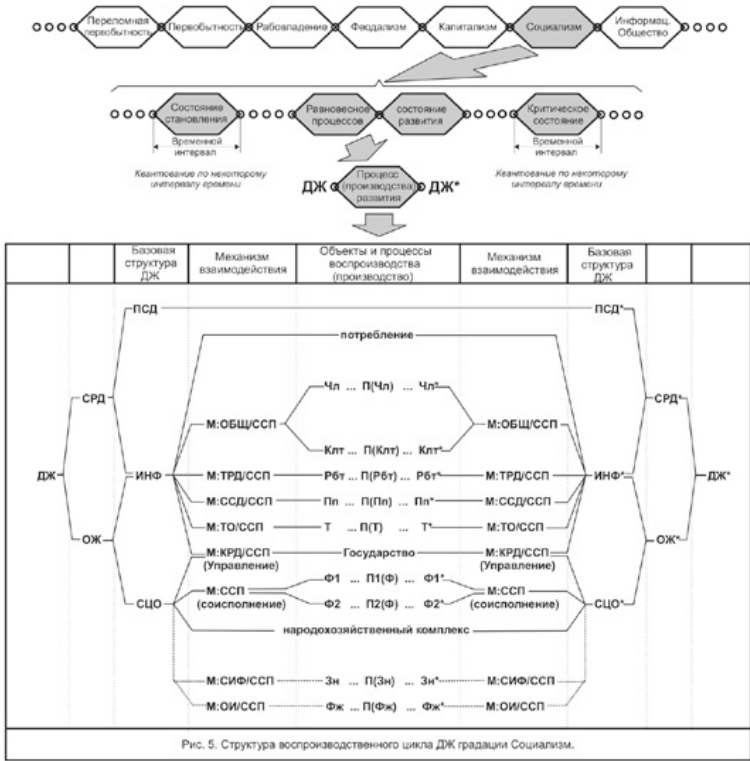 Переломная первобытность Первобытность Рабовладение Феодализм Капитализм Социализм Информац. Общество
Состояние становления Равновесное состояние процессов развития Критическое состояние
Временной интервал Временной интервал
Квантование по некоторому интервалу времени Квантование по некоторому интервалу времени
ДЖ Процесс (производства) развития ДЖ*
Базовая структура ДЖ Механизм взаимодействия Объекты и процессы воспроизводства (производство) Механизм взаимодействия Базовая структура ДЖ
ПСД ПСД*
потребление
Чл ... П(Чл) ... Чл*
СРД СРД*
М:ОБЩ/ССП М:ОБЩ/ССП
Клт ... П(Клт) ... Клт*
ДЖ ИНФ М:ТРД/ССП Рбт ... П(Рбт) ... Рбт* М:ТРД/ССП ИНФ* ДЖ*
М:ССД/ССП Пп ... П(Пп) ... Пп* М:ССД/ССП
М:ТО/ССП Т ... П(Т) ... Т* М:ТО/ССП
ОЖ ОЖ*
М:КРД/ССП Государство М:КРД/ССП
(Управление) (Управление)
Ф1 ... П1(Ф) ... Ф1*
СЦО М:ССП М:ССП СЦО*
(соисполнение) Ф2 ... П2(Ф) ... Ф2* (соисполнение)
народохозяйственный комплекс
М:СИФ/ССП Зн ... П(Зн) ... Зн* М:СИФ/ССП
М:ОИ/ССП Фж ... П(Фж) ... Фж* М:ОИ/ССП
Рис. 5. Структура воспроизводственного цикла ДЖ градации Социализм.